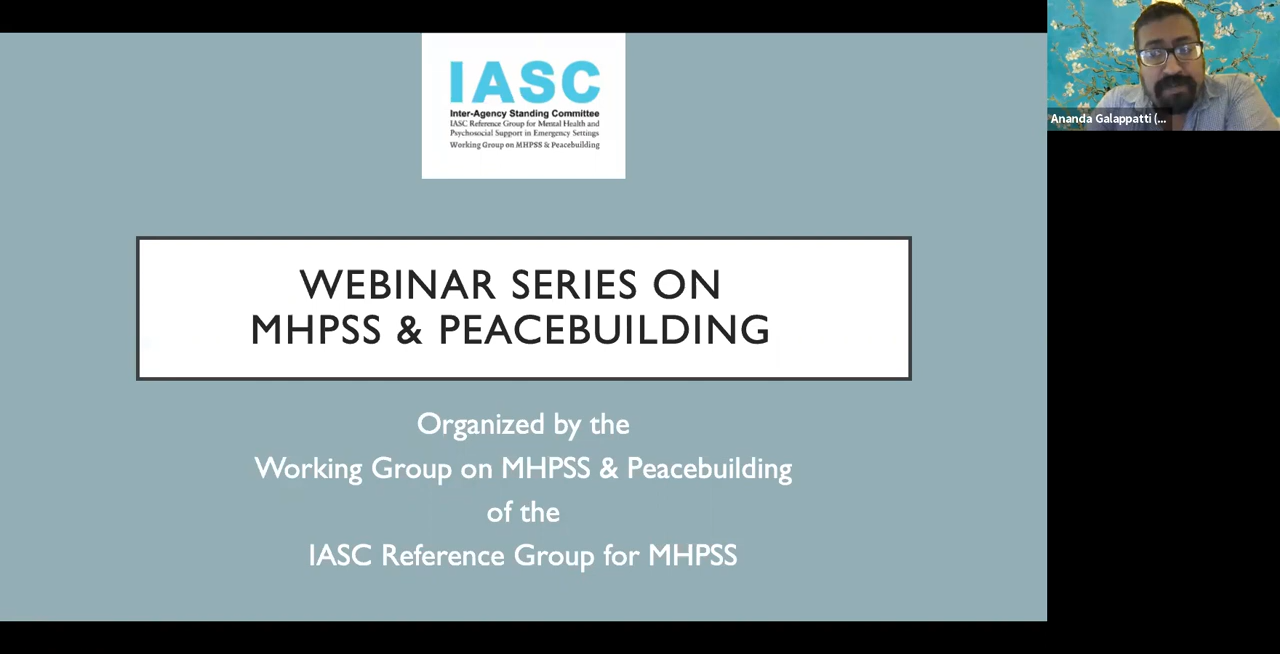 IASC
Inter-Agency Standing Committee
IASC Reference Group for Mental Health and
Psychosocial Support in Emergency Settings
Working Group on MHPSS & Peacebuilding
WEBINAR SERIES ON
MHPSS & PEACEBUILDING
Organized by the
Working Group on MHPSS & Peacebuilding
of the
IASC Reference Group for MHPSS
Ananda Galappatti (...